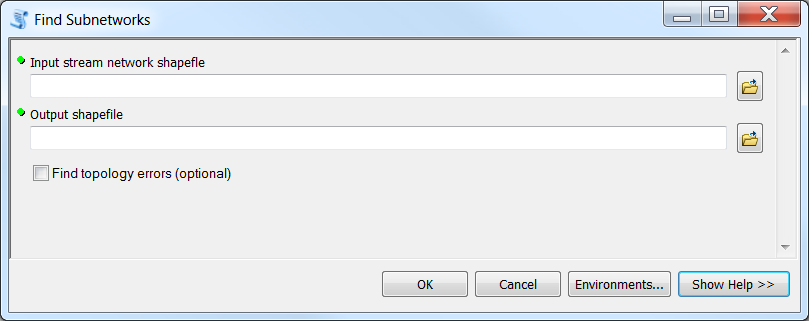 Find Subnetworks
Input stream network shapefle
Output shapefile
Find topology errors (optional)
OK Cancel Environments... Show Help >>